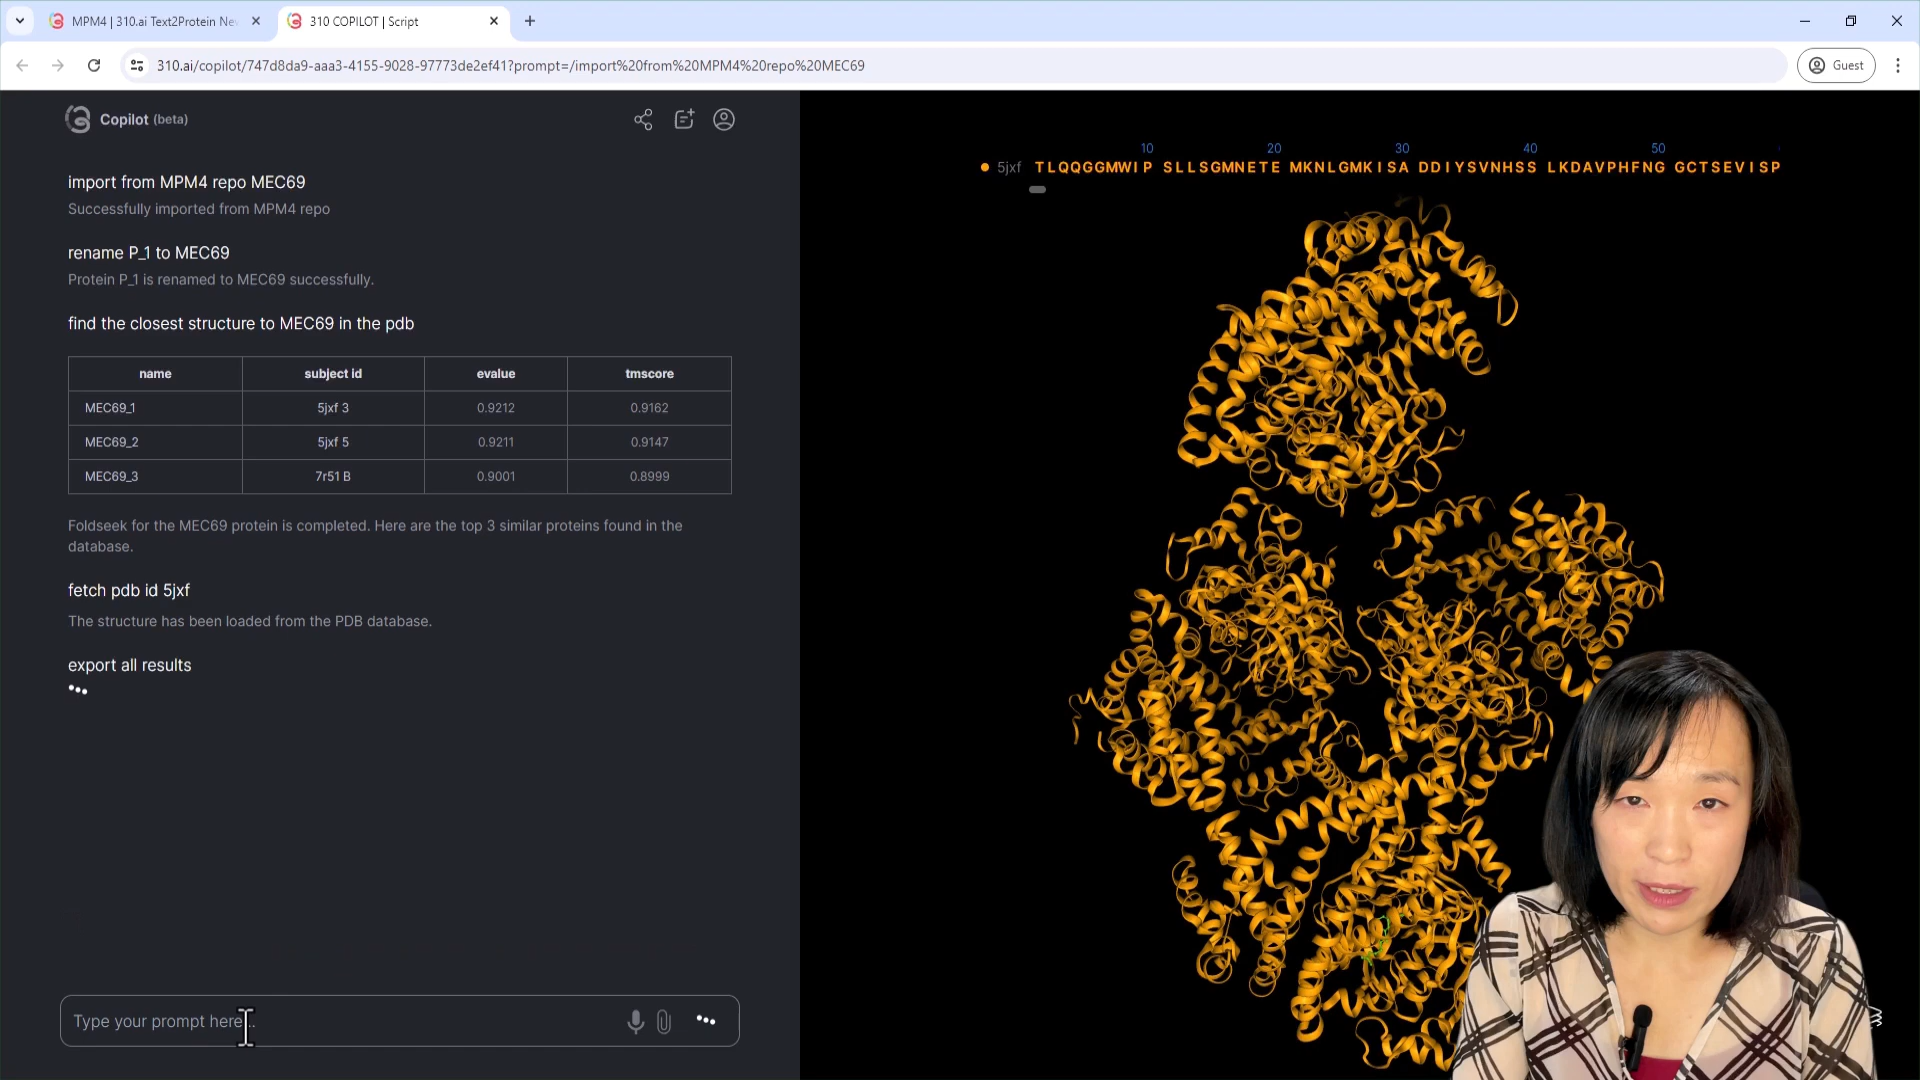 MPM4 | 310.ai Text2Protein Ne
310 COPILOT | Script
310.ai/copilot/747d8da9-aaa3-4155-9028-97773de2ef41?prompt=/import%20from%20MPM4%20repo%20MEC69
Guest
Copilot (beta)
import from MPM4 repo MEC69
Successfully imported from MPM4 repo
rename P_1 to MEC69
Protein P_1 is renamed to MEC69 successfully.
find the closest structure to MEC69 in the pdb
name subject id evalue tmscore
MEC69_1 5jxf 3 0.9212 0.9162
MEC69_2 5jxf 5 0.9211 0.9147
MEC69_3 7r51 B 0.9001 0.8999
Foldseek for the MEC69 protein is completed. Here are the top 3 similar proteins found in the
database.
fetch pdb id 5jxf
The structure has been loaded from the PDB database.
export all results
Type your prompt here...
10 20 30 40 50
5jxf TLQQGGMWIP SLLSGMNETE MKNLGMKISA DDIYSVNHSS LKDAVPHFNG GCTSEVISP